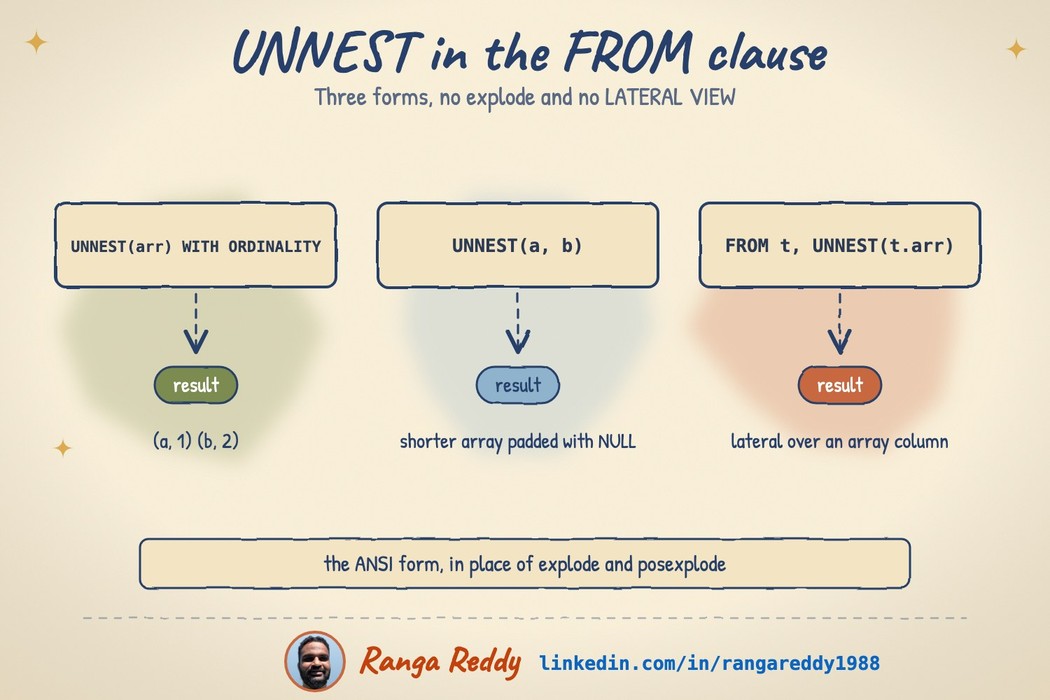 UNNEST in the FROM clause
Three forms, no explode and no LATERAL VIEW
UNNEST(arr) WITH ORDINALITY
UNNEST(a, b)
FROM t, UNNEST(t.arr)
result
result
result
(a, 1) (b, 2)
shorter array padded with NULL
lateral over an array column
the ANSI form, in place of explode and posexplode
Ranga Reddy
linkedin.com/in/rangareddy1988